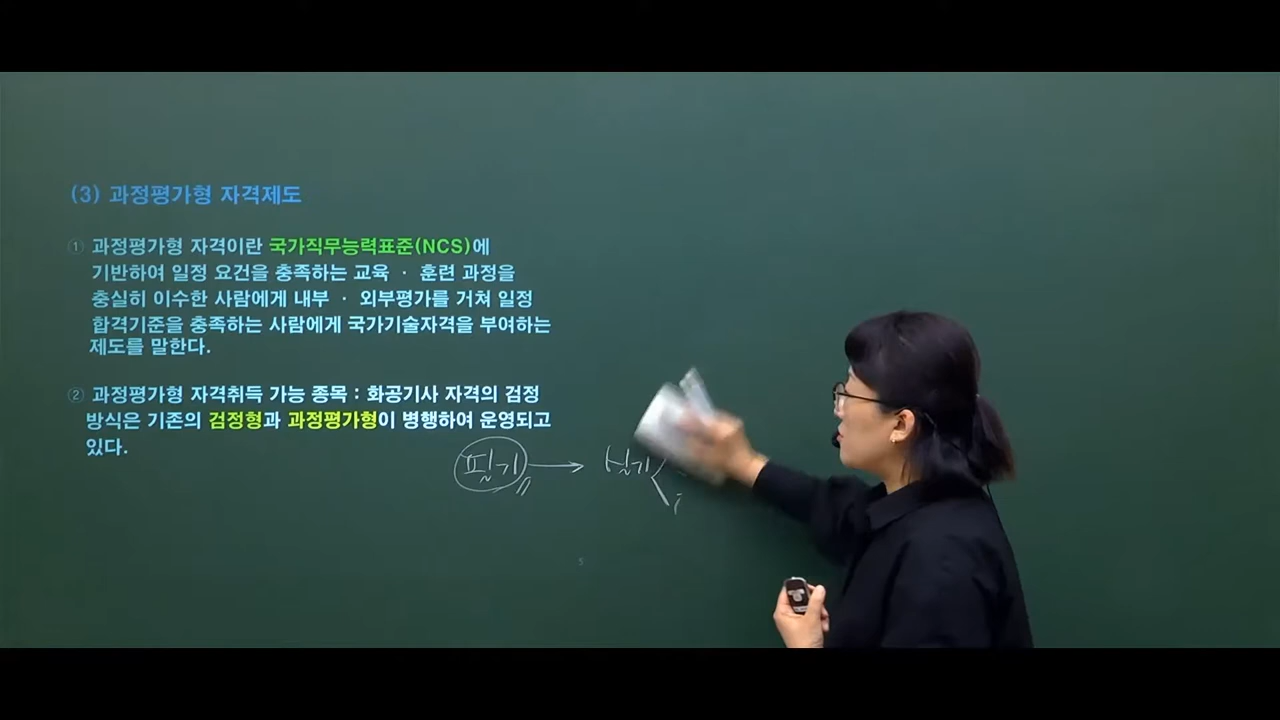 (3) 과정평가형 자격제도
① 과정평가형 자격이란 국가직무능력표준(NCS)에
기반하여 일정 요건을 충족하는 교육 · 훈련 과정을
충실히 이수한 사람에게 내부 · 외부평가를 거쳐 일정
합격기준을 충족하는 사람에게 국가기술자격을 부여하는
제도를 말한다.
② 과정평가형 자격취득 가능 종목 : 화공기사 자격의 검정
방식은 기존의 검정형과 과정평가형이 병행하여 운영되고
있다.
필기 → 실기
5